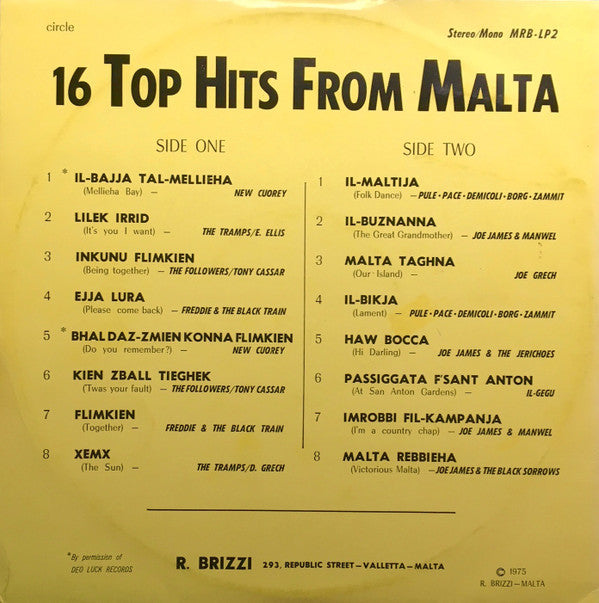 circle
Stereo/Mono MRB-LP2
16 TOP HITS FROM MALTA
SIDE ONE
1 * IL-BAJJA TAL-MELLIEHA
(Mellieha Bay) — NEW CUOREY
2 LILEK IRRID
(It's you I want) — THE TRAMPS/E. ELLIS
3 INKUNU FLIMKIEN
(Being together) — THE FOLLOWERS/TONY CASSAR
4 EJJA LURA
(Please come back) — FREDDIE & THE BLACK TRAIN
5 * BHAL DAZ-ZMIEN KONNA FLIMKIEN
(Do you remember?) — NEW CUOREY
6 KIEN ZBALL TIEGHEK
('Twas your fault) — THE FOLLOWERS/TONY CASSAR
7 FLIMKIEN
(Together) — FREDDIE & THE BLACK TRAIN
8 XEMX
(The Sun) — THE TRAMPS/D. GRECH
SIDE TWO
1 IL-MALTIJA
(Folk Dance) — PULE · PACE · DEMICOLI · BORG · ZAMMIT
2 IL-BUZNANNA
(The Great Grandmother) — JOE JAMES & MANWEL
3 MALTA TAGHNA
(Our Island) — JOE GRECH
4 IL-BIKJA
(Lament) — PULE · PACE · DEMICOLI · BORG · ZAMMIT
5 HAW BOCCA
(Hi Darling) — JOE JAMES & THE JERICHOES
6 PASSIGGATA F'SANT ANTON
(At San Anton Gardens) — IL-GEGU
7 IMROBBI FIL-KAMPANJA
(I'm a country chap) — JOE JAMES & MANWEL
8 MALTA REBBIEHA
(Victorious Malta) — JOE JAMES & THE BLACK SORROWS
*By permission of
DEO LUCK RECORDS
R. BRIZZI 293, REPUBLIC STREET—VALLETTA—MALTA
© 1975
R. BRIZZI—MALTA